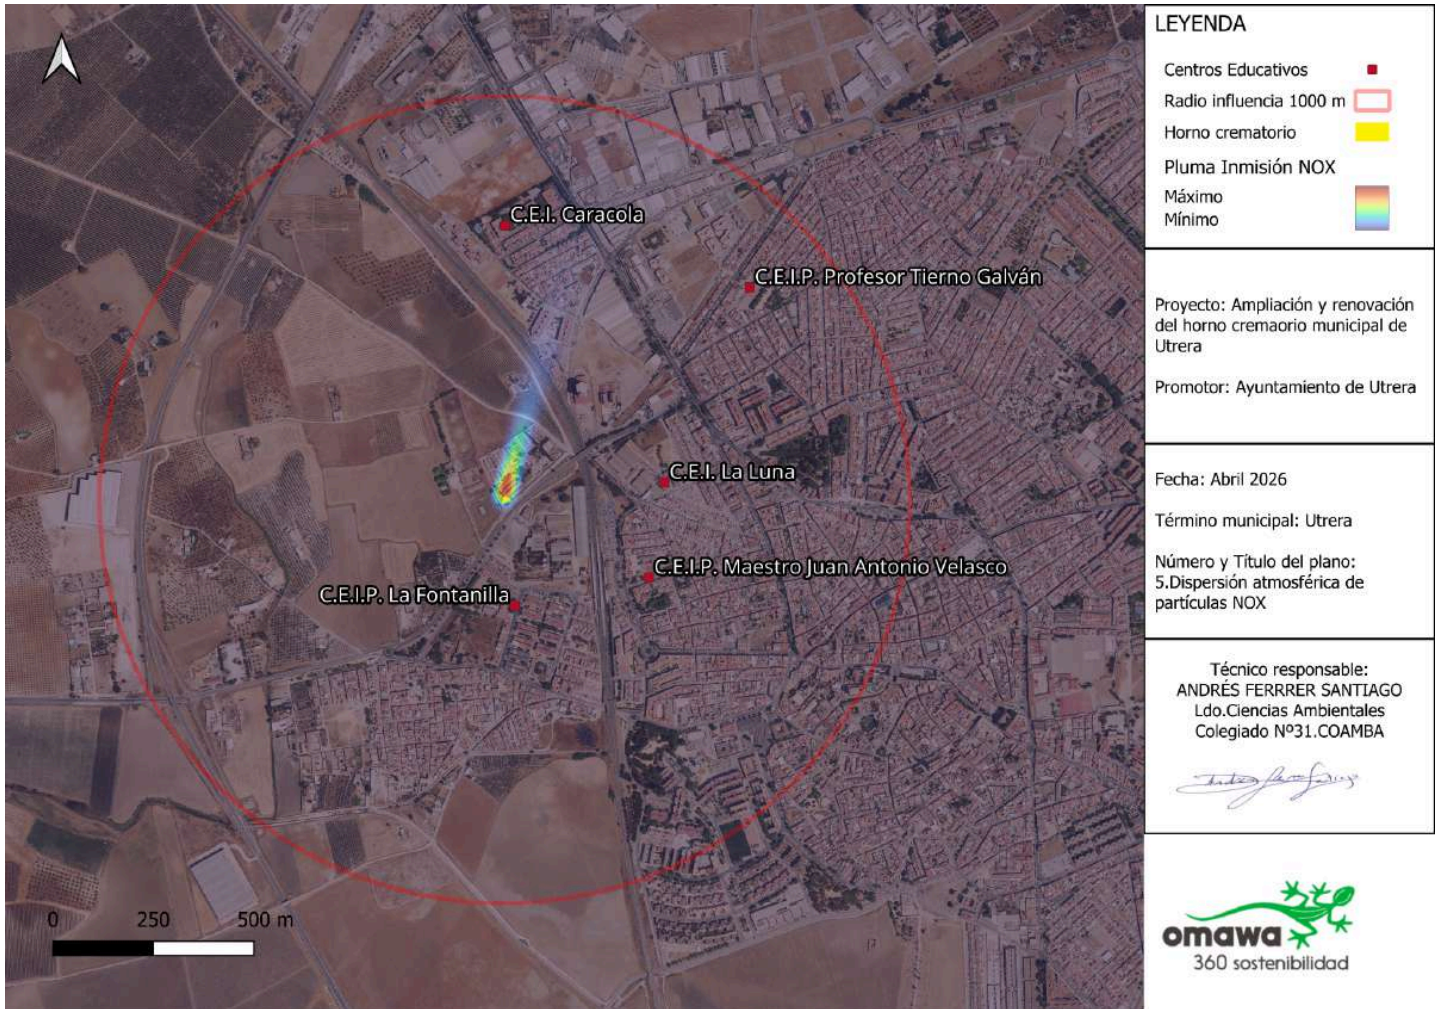 C.E.I. Caracola
C.E.I.P. Profesor Tierno Galván
C.E.I. La Luna
C.E.I.P. Maestro Juan Antonio Velasco
C.E.I.P. La Fontanilla
0 250 500 m
LEYENDA
Centros Educativos
Radio influencia 1000 m
Horno crematorio
Pluma Inmisión NOX
Máximo
Mínimo
Proyecto: Ampliación y renovación
del horno cremaorio municipal de
Utrera
Promotor: Ayuntamiento de Utrera
Fecha: Abril 2026
Término municipal: Utrera
Número y Título del plano:
5.Dispersión atmosférica de
partículas NOX
Técnico responsable:
ANDRÉS FERRRER SANTIAGO
Ldo.Ciencias Ambientales
Colegiado Nº31.COAMBA
omawa
360 sostenibilidad